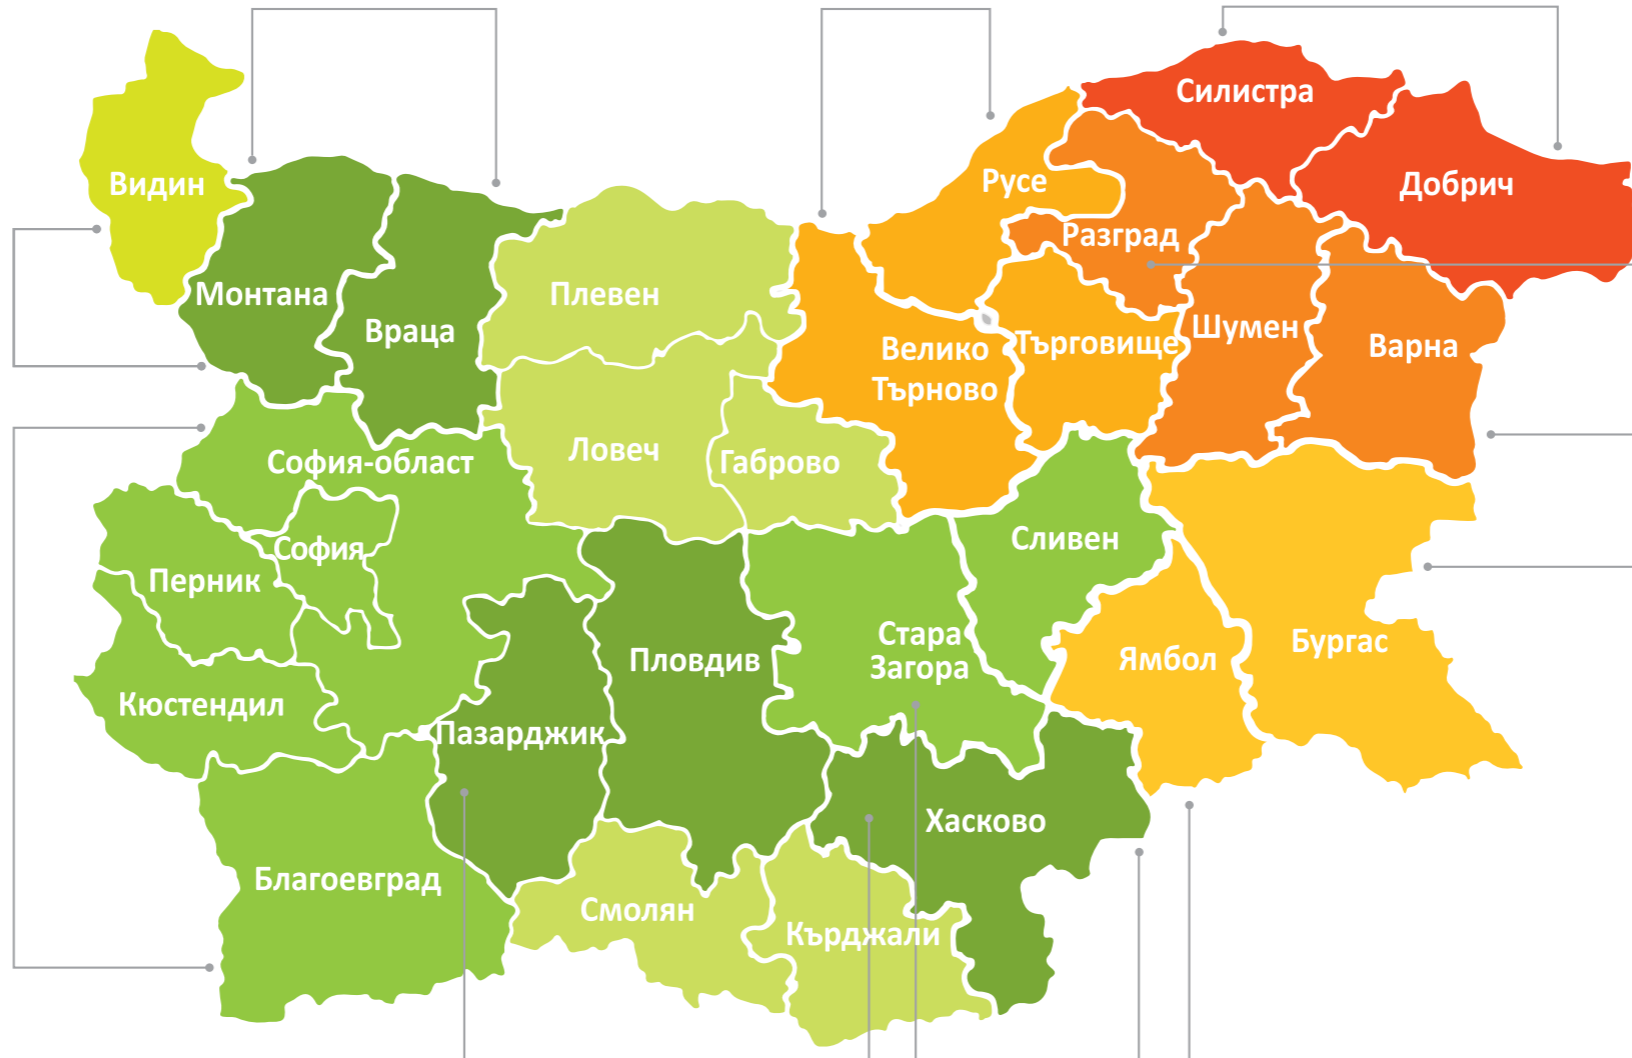 Силистра
Видин
Русе
Добрич
Разград
Монтана
Плевен
Враца
Велико
Търново
Търговище
Шумен
Варна
София-област
Ловеч
Габрово
София
Сливен
Перник
Стара
Загора
Пловдив
Ямбол
Бургас
Кюстендил
Пазарджик
Хасково
Благоевград
Смолян
Кърджали